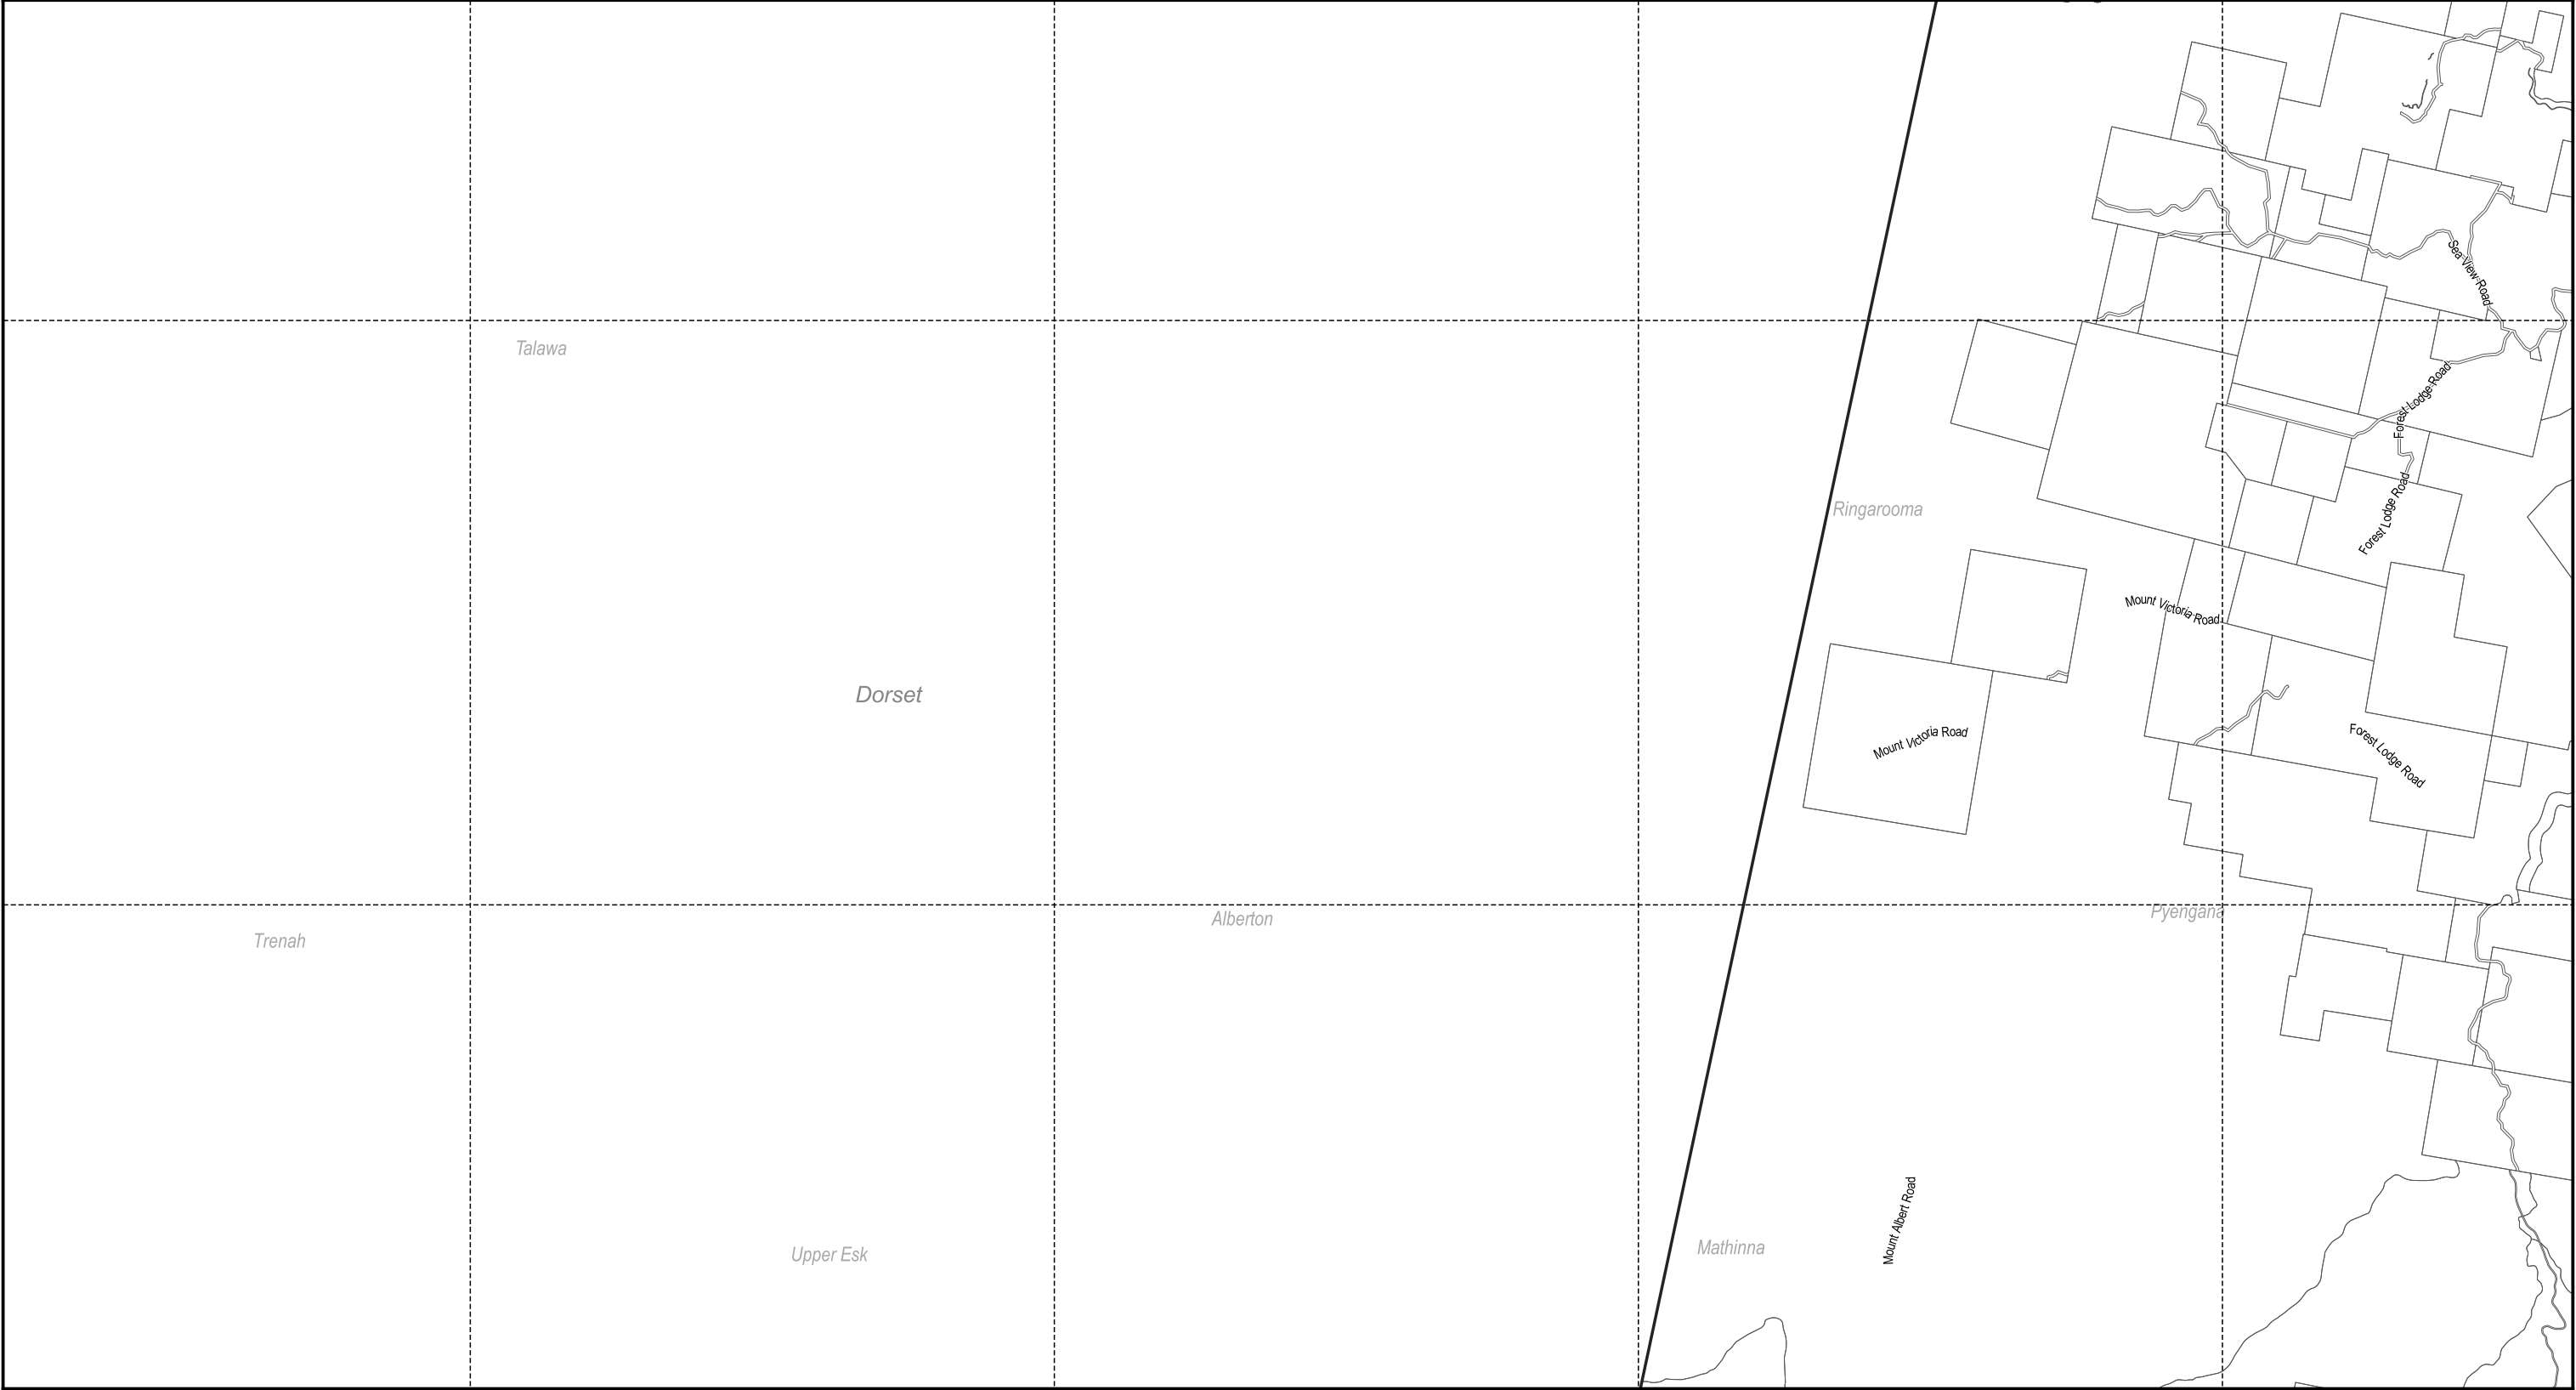 Sea View Road
Talawa
Forest Lodge Road
Ringarooma
Forest Lodge Road
Mount Victoria Road
Dorset
Mount Victoria Road
Forest Lodge Road
Alberton
Pyengana
Trenah
Mount Albert Road
Upper Esk
Mathinna